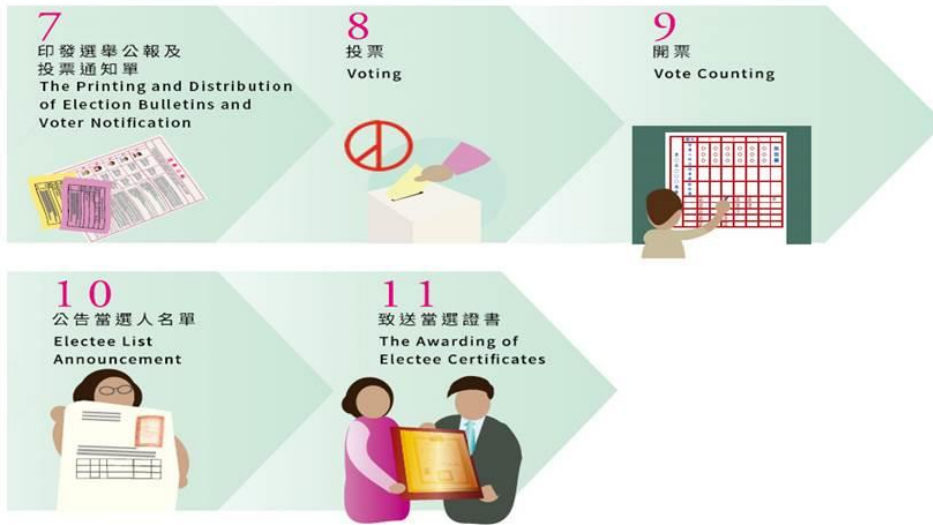 7
印發選舉公報及
投票通知單
The Printing and Distribution
of Election Bulletins and
Voter Notification
8
投票
Voting
9
開票
Vote Counting
10
公告當選人名單
Electee List
Announcement
11
致送當選證書
The Awarding of
Electee Certificates